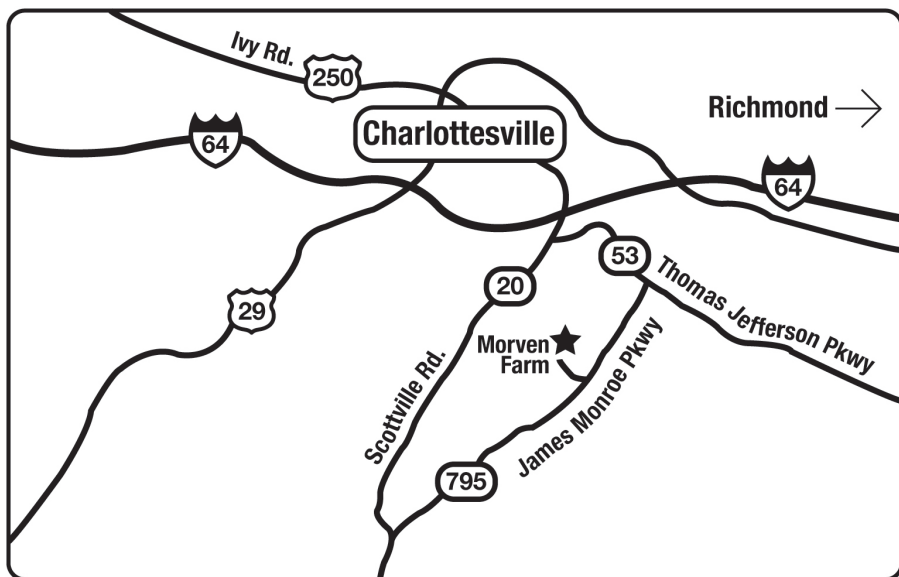 Ivy Rd.
250
Richmond
Charlottesville
64
64
53
20
Thomas Jefferson Pkwy
29
Morven
Farm
James Monroe Pkwy
Scottville Rd.
795